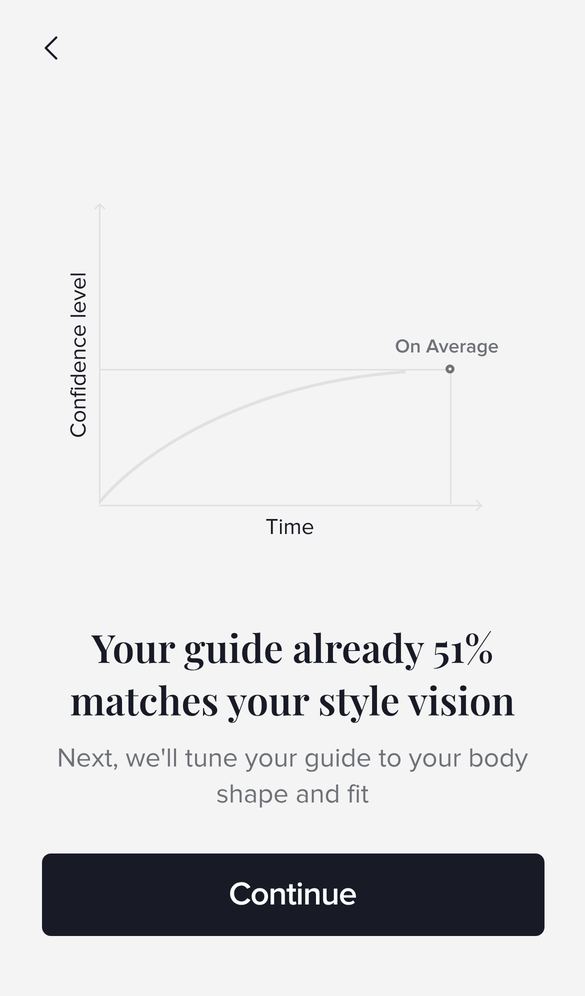 Confidence level
On Average
Time
Your guide already 51%
matches your style vision
Next, we'll tune your guide to your body
shape and fit
Continue